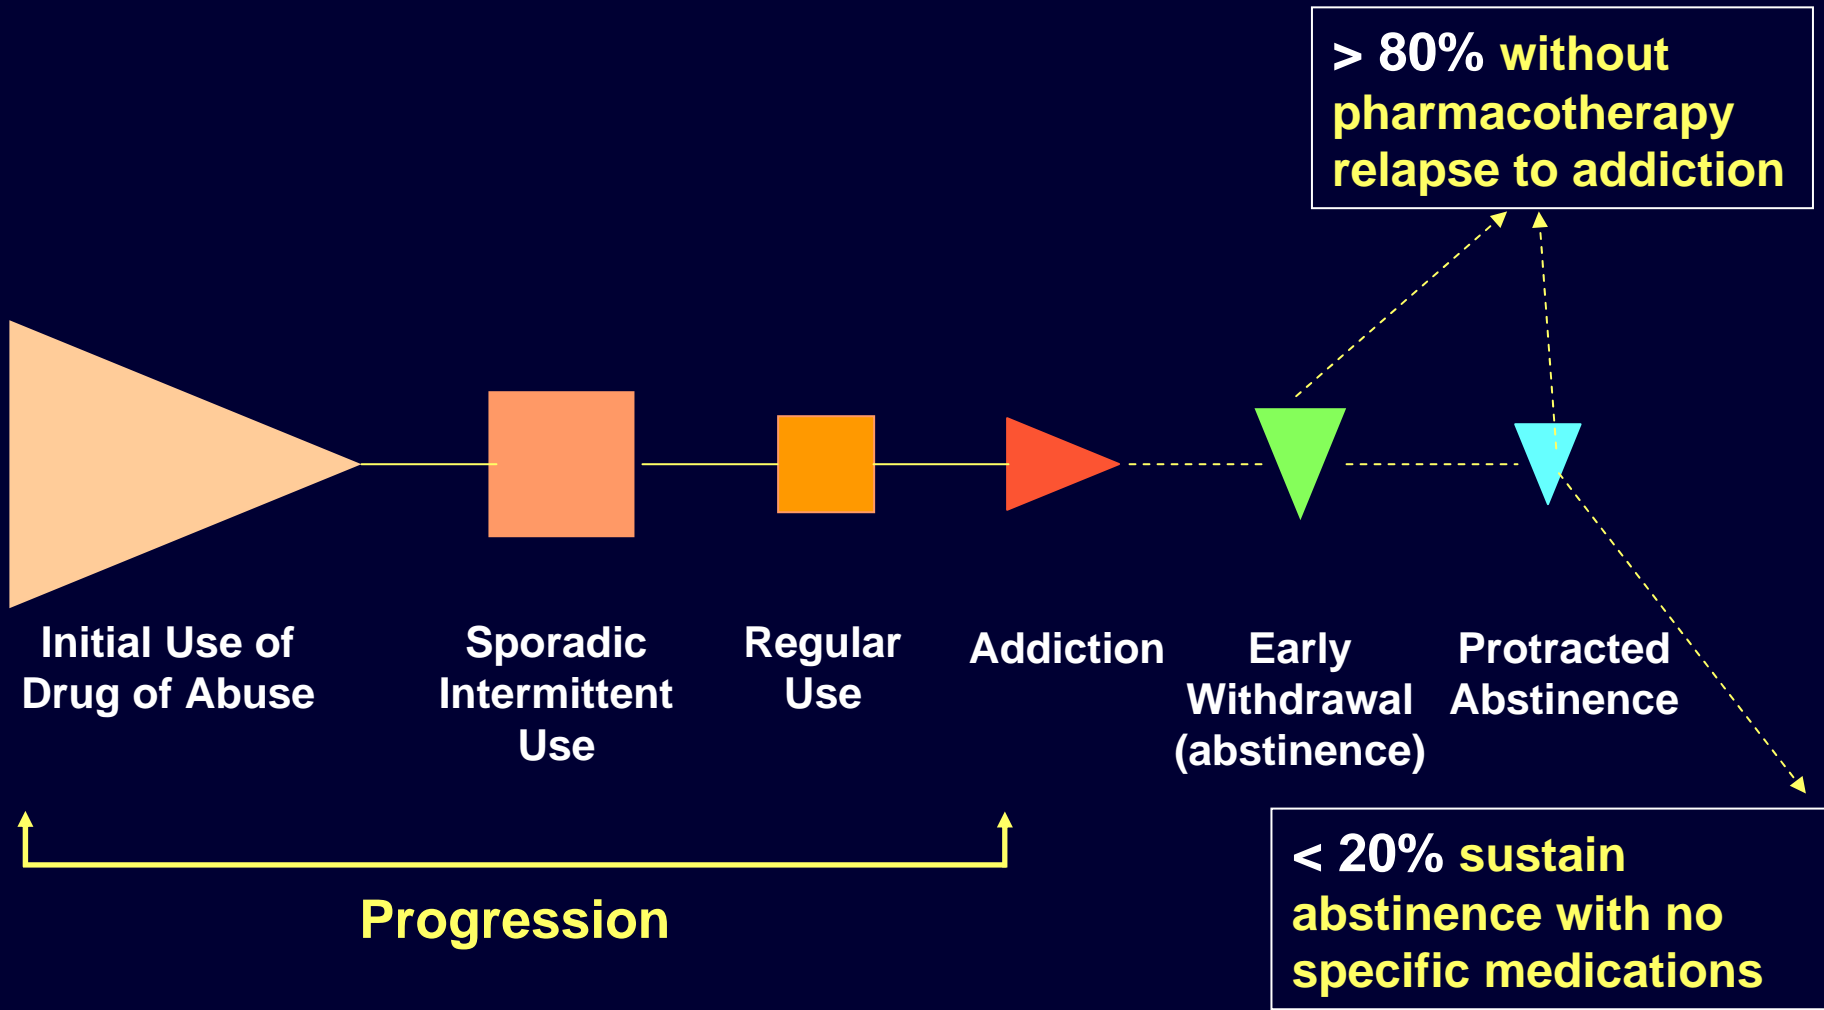 > 80% without
pharmacotherapy
relapse to addiction
Initial Use of
Drug of Abuse
Sporadic
Intermittent
Use
Regular
Use
Addiction
Early
Withdrawal
(abstinence)
Protracted
Abstinence
Progression
< 20% sustain
abstinence with no
specific medications